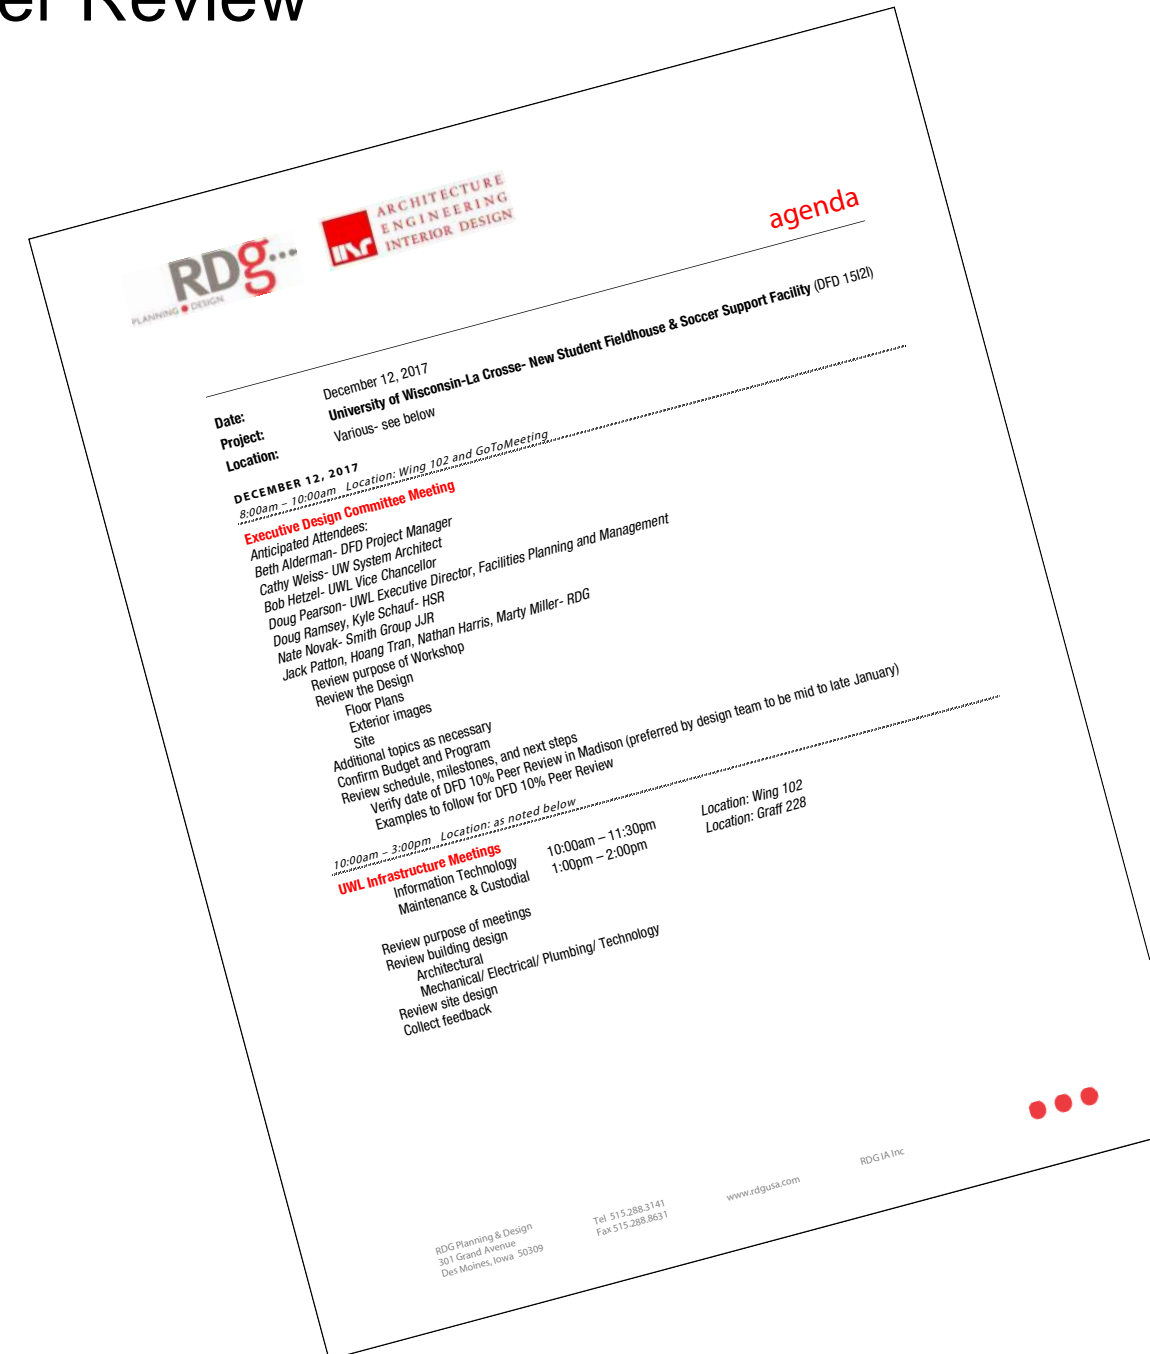 er Review
RDg...
PLANNING • DESIGN
HSR
ARCHITECTURE
ENGINEERING
INTERIOR DESIGN
agenda
Date: December 12, 2017
Project: University of Wisconsin-La Crosse- New Student Fieldhouse & Soccer Support Facility (DFD 15I2I)
Location: Various- see below
DECEMBER 12, 2017
8:00am – 10:00am Location: Wing 102 and GoToMeeting
Executive Design Committee Meeting
Anticipated Attendees:
Beth Alderman- DFD Project Manager
Cathy Weiss- UW System Architect
Bob Hetzel- UWL Vice Chancellor
Doug Pearson- UWL Executive Director, Facilities Planning and Management
Doug Ramsey, Kyle Schauf- HSR
Nate Novak- Smith Group JJR
Jack Patton, Hoang Tran, Nathan Harris, Marty Miller- RDG
Review purpose of Workshop
Review the Design
Floor Plans
Exterior images
Site
Additional topics as necessary
Confirm Budget and Program
Review schedule, milestones, and next steps
Verify date of DFD 10% Peer Review in Madison (preferred by design team to be mid to late January)
Examples to follow for DFD 10% Peer Review
10:00am – 3:00pm Location: as noted below
UWL Infrastructure Meetings
Information Technology 10:00am – 11:30pm Location: Wing 102
Maintenance & Custodial 1:00pm – 2:00pm Location: Graff 228
Review purpose of meetings
Review building design
Architectural
Mechanical/ Electrical/ Plumbing/ Technology
Review site design
Collect feedback
RDG Planning & Design
301 Grand Avenue
Des Moines, Iowa 50309
Tel 515.288.3141
Fax 515.288.8631
www.rdgusa.com
RDG IA Inc